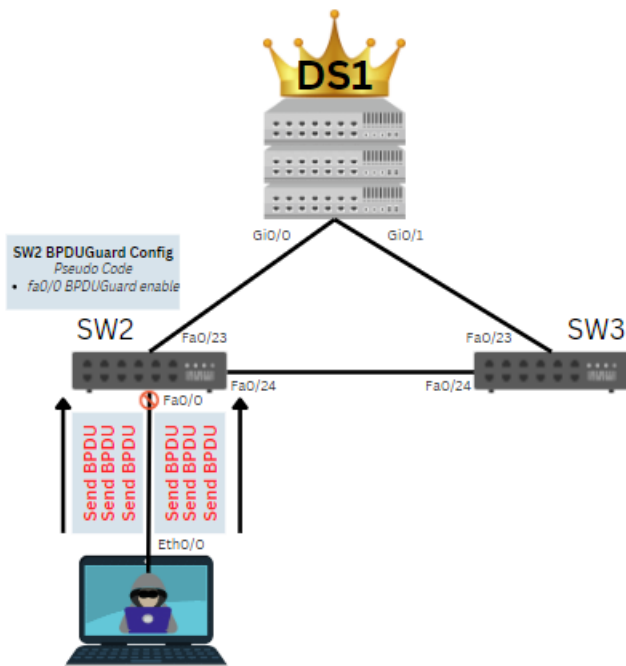 DS1
Gi0/0
Gi0/1
SW2 BPDUGuard Config
Pseudo Code
• fa0/0 BPDUGuard enable
SW2
SW3
Fa0/23
Fa0/23
Fa0/24
Fa0/24
Fa0/0
Send BPDU
Send BPDU
Send BPDU
Send BPDU
Send BPDU
Send BPDU
Eth0/0